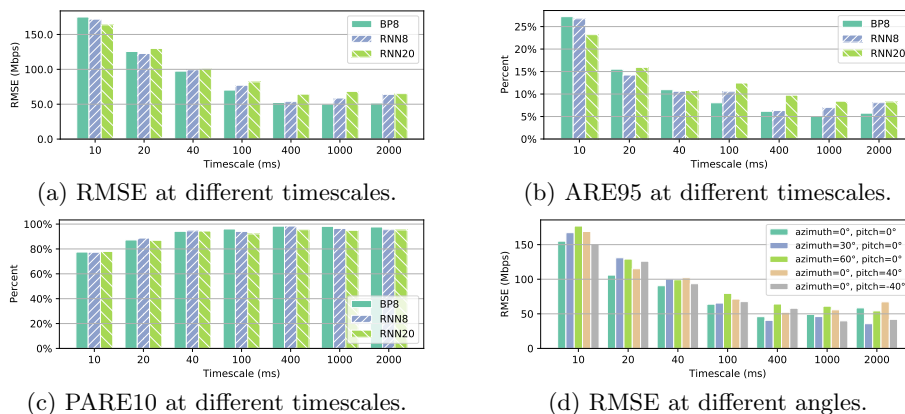 175.0
150.0
100.0
50.0
0.0
RMSE (Mbps)
BP8
RNN8
RNN20
10 20 40 100 400 1000 2000
Timescale (ms)
(a) RMSE at different timescales.
25%
20%
15%
10%
5%
0%
Percent
BP8
RNN8
RNN20
10 20 40 100 400 1000 2000
Timescale (ms)
(b) ARE95 at different timescales.
100%
80%
60%
40%
20%
0%
Percent
BP8
RNN8
RNN20
10 20 40 100 400 1000 2000
Timescale (ms)
(c) PARE10 at different timescales.
150
100
50
0
RMSE (Mbps)
azimuth=0°, pitch=0°
azimuth=30°, pitch=0°
azimuth=60°, pitch=0°
azimuth=0°, pitch=40°
azimuth=0°, pitch=-40°
10 20 40 100 400 1000 2000
Timescale (ms)
(d) RMSE at different angles.